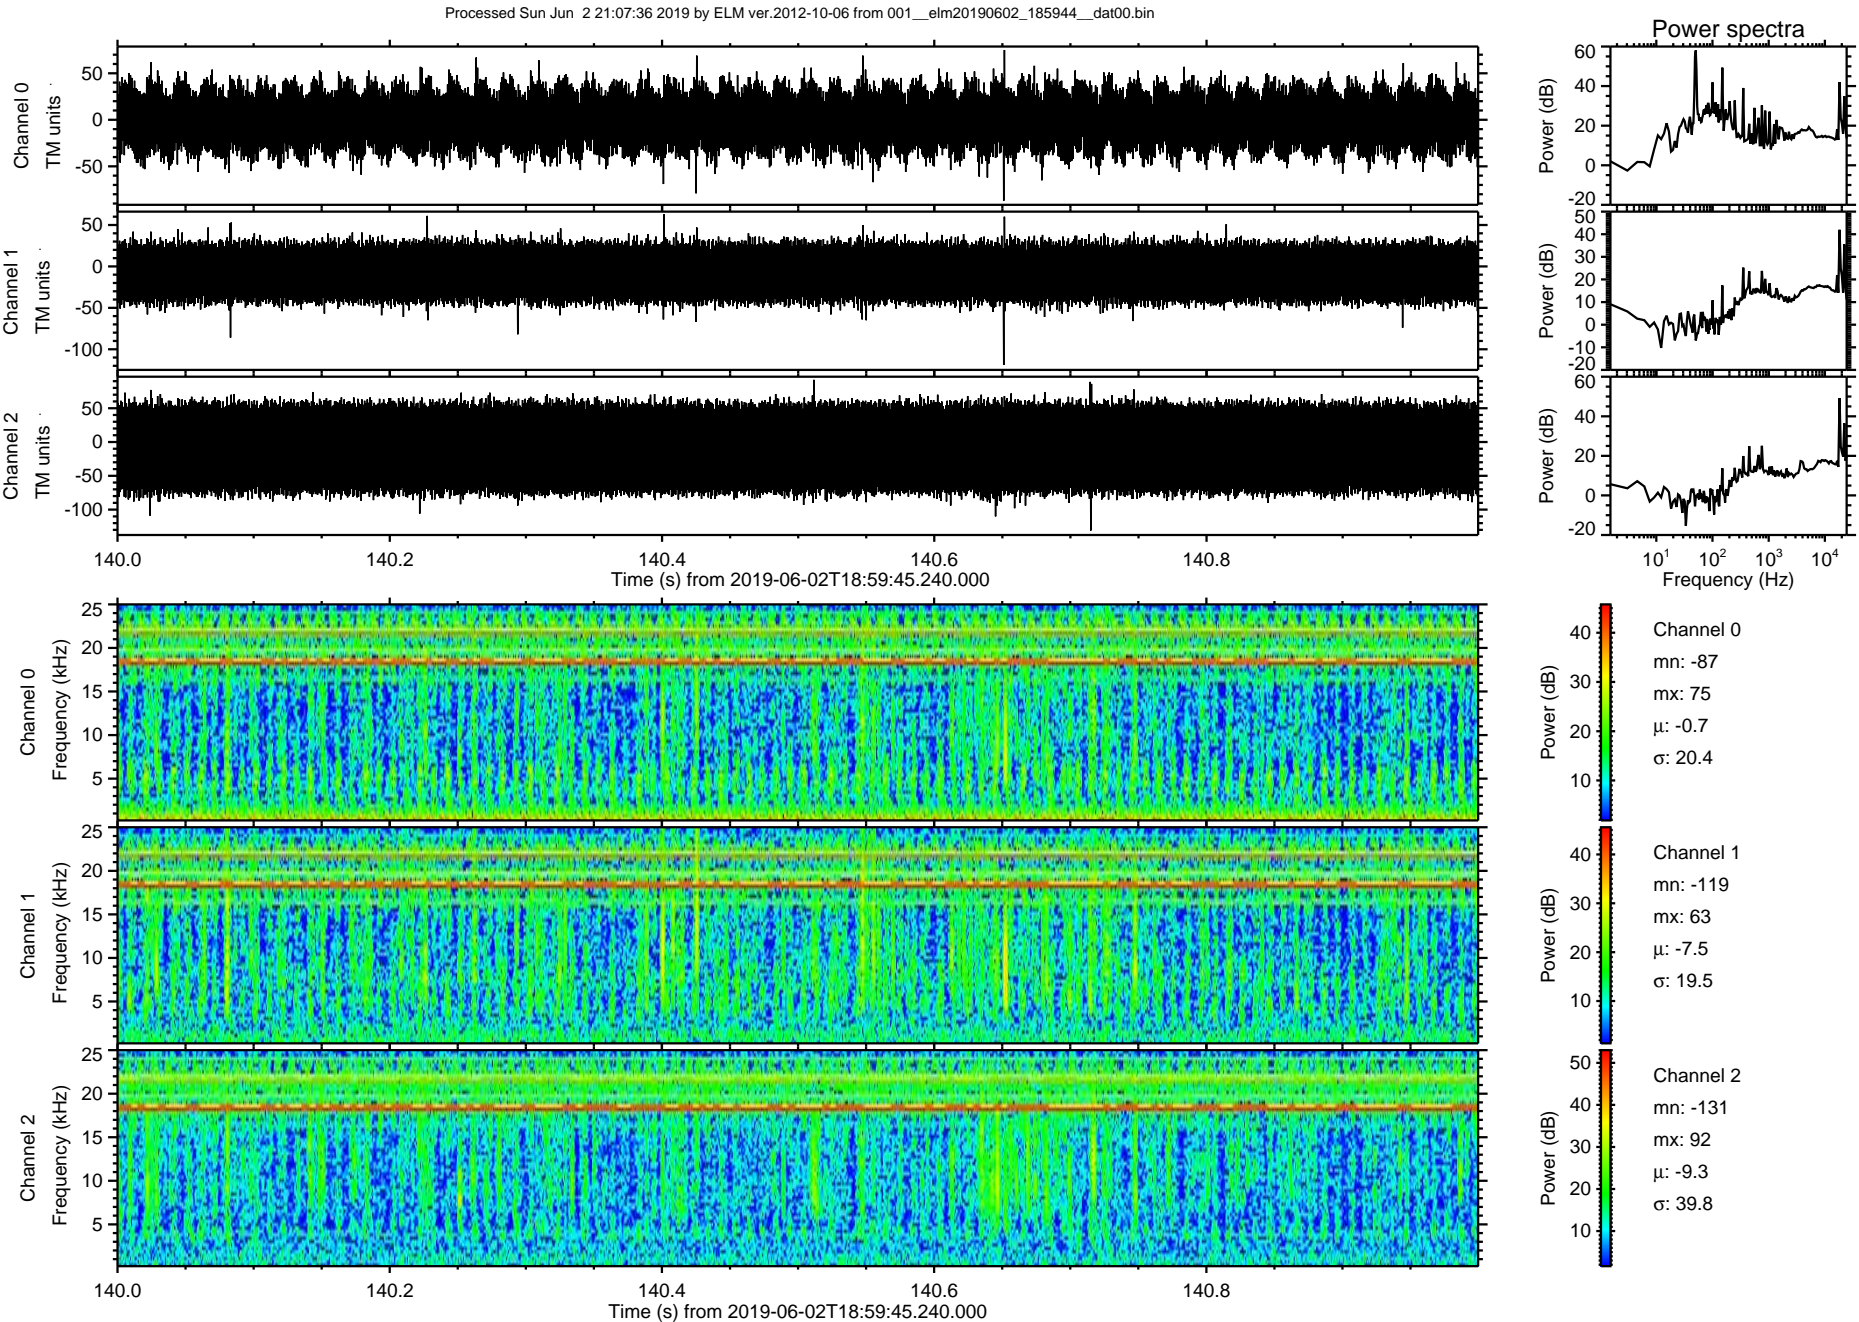 Processed Sun Jun  2 21:07:36 2019 by ELM ver.2012-10-06 from 001__elm20190602_185944__dat00.bin
Power spectra
Channel 0
TM units
50
0
-50
Power (dB)
60
40
20
0
-20
Channel 1
TM units
50
0
-50
-100
Power (dB)
50
40
30
20
10
0
-10
-20
Channel 2
TM units
50
0
-50
-100
Power (dB)
60
40
20
0
-20
140.0 140.2 140.4 140.6 140.8
Time (s) from 2019-06-02T18:59:45.240.000
10^1 10^2 10^3 10^4
Frequency (Hz)
Channel 0
Frequency (kHz)
25
20
15
10
5
Power (dB)
40
30
20
10
Channel 0
mn: -87
mx: 75
μ: -0.7
σ: 20.4
Channel 1
Frequency (kHz)
25
20
15
10
5
Power (dB)
40
30
20
10
Channel 1
mn: -119
mx: 63
μ: -7.5
σ: 19.5
Channel 2
Frequency (kHz)
25
20
15
10
5
Power (dB)
50
40
30
20
10
Channel 2
mn: -131
mx: 92
μ: -9.3
σ: 39.8
140.0 140.2 140.4 140.6 140.8
Time (s) from 2019-06-02T18:59:45.240.000